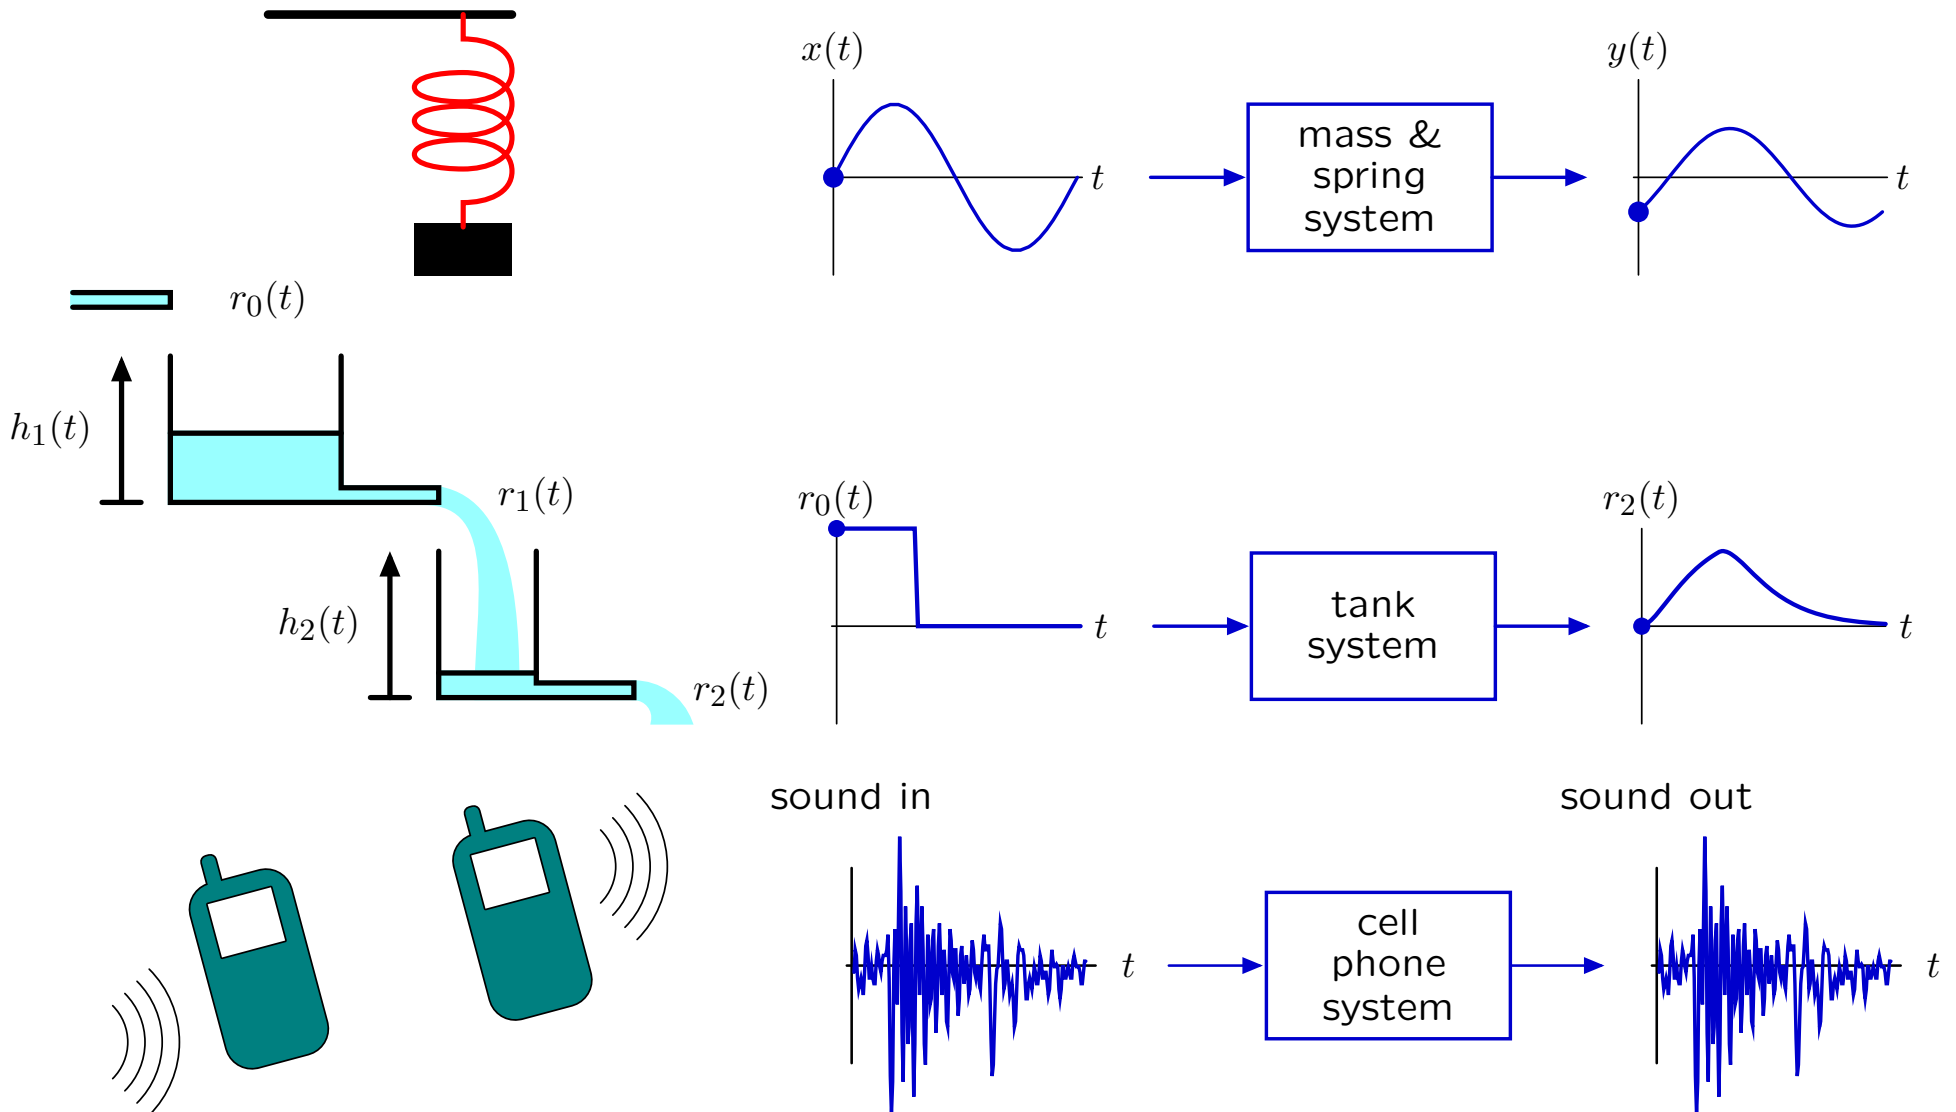 x(t)
t
mass &
spring
system
y(t)
t
r₀(t)
h₁(t)
r₁(t)
h₂(t)
r₂(t)
r₀(t)
t
tank
system
r₂(t)
t
sound in
t
cell
phone
system
sound out
t